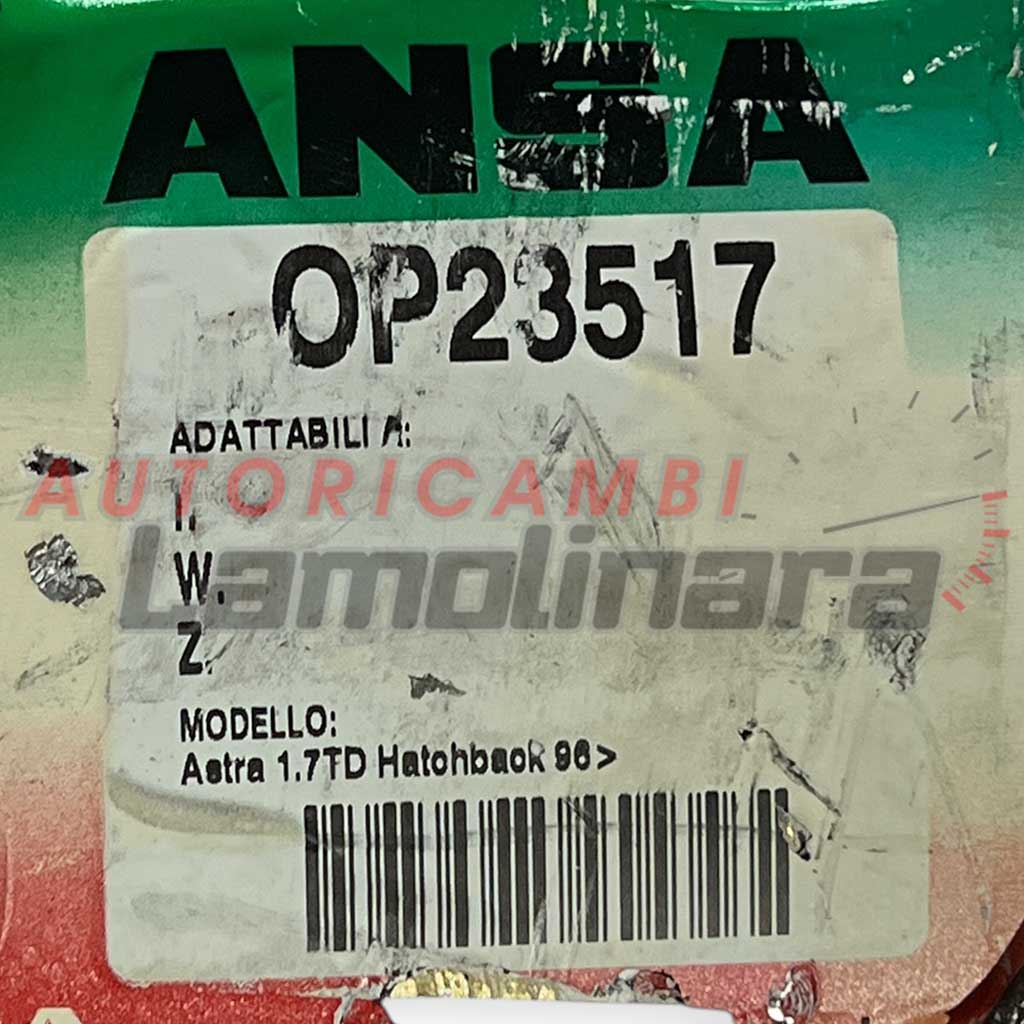 ANSA
OP23517
ADATTABILI A:
AUTORICAMBI
I.
Lamolinara
W.
Z.
MODELLO:
Astra 1.7TD Hatchback 96>